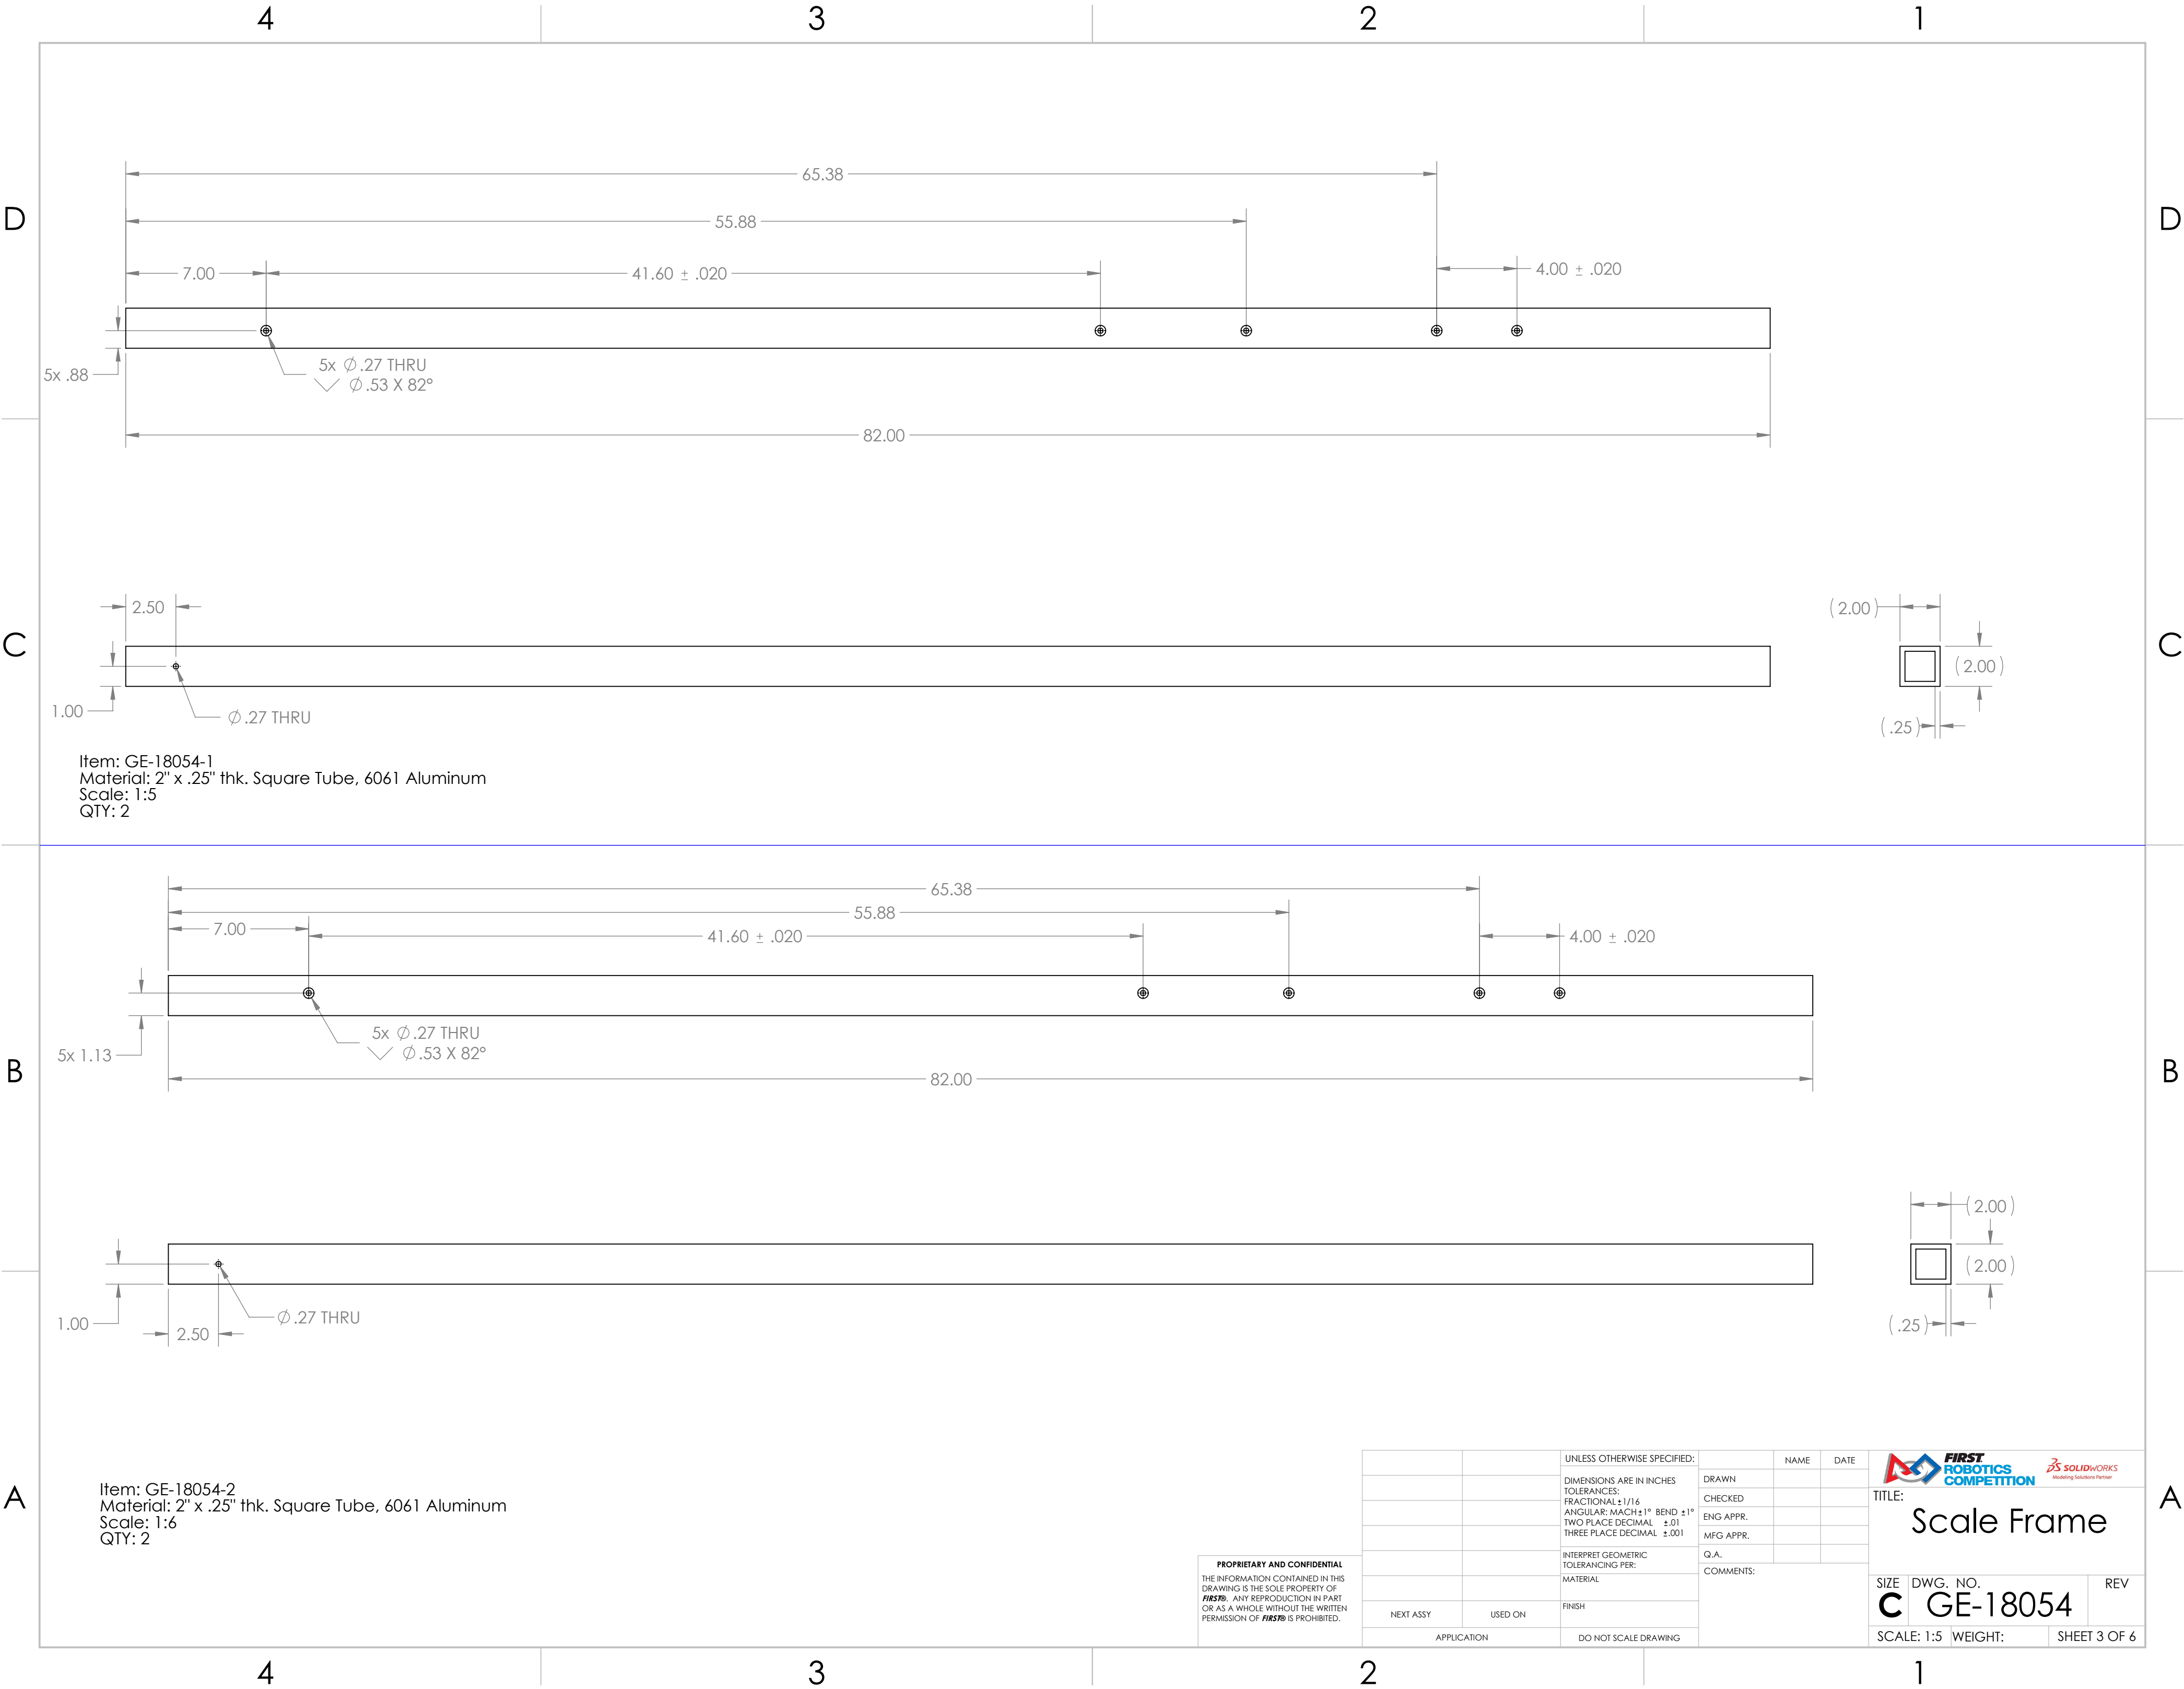 4 3 2 1
D D
65.38
55.88
7.00 41.60 ± .020 4.00 ± .020
5x .88
5x ∅.27 THRU
⌵ ∅.53 X 82°
82.00
C C
2.50
1.00
∅.27 THRU
(2.00)
(2.00)
(.25)
Item: GE-18054-1
Material: 2" x .25" thk. Square Tube, 6061 Aluminum
Scale: 1:5
QTY: 2
65.38
55.88
7.00
41.60 ± .020 4.00 ± .020
5x 1.13
5x ∅.27 THRU
⌵ ∅.53 X 82°
B B
82.00
(2.00)
(2.00)
(.25)
1.00
2.50
∅.27 THRU
A A
Item: GE-18054-2
Material: 2" x .25" thk. Square Tube, 6061 Aluminum
Scale: 1:6
QTY: 2
PROPRIETARY AND CONFIDENTIAL
THE INFORMATION CONTAINED IN THIS
DRAWING IS THE SOLE PROPERTY OF
FIRST®. ANY REPRODUCTION IN PART
OR AS A WHOLE WITHOUT THE WRITTEN
PERMISSION OF FIRST® IS PROHIBITED.
NEXT ASSY USED ON
APPLICATION
UNLESS OTHERWISE SPECIFIED:
DIMENSIONS ARE IN INCHES
TOLERANCES:
FRACTIONAL±1/16
ANGULAR: MACH±1° BEND ±1°
TWO PLACE DECIMAL ±.01
THREE PLACE DECIMAL ±.001
INTERPRET GEOMETRIC
TOLERANCING PER:
MATERIAL
FINISH
DO NOT SCALE DRAWING
NAME DATE
DRAWN
CHECKED
ENG APPR.
MFG APPR.
Q.A.
COMMENTS:
FIRST
ROBOTICS
COMPETITION
SOLIDWORKS
Modeling Solutions Partner
TITLE:
Scale Frame
SIZE DWG. NO. REV
C GE-18054
SCALE: 1:5 WEIGHT: SHEET 3 OF 6
4 3 2 1